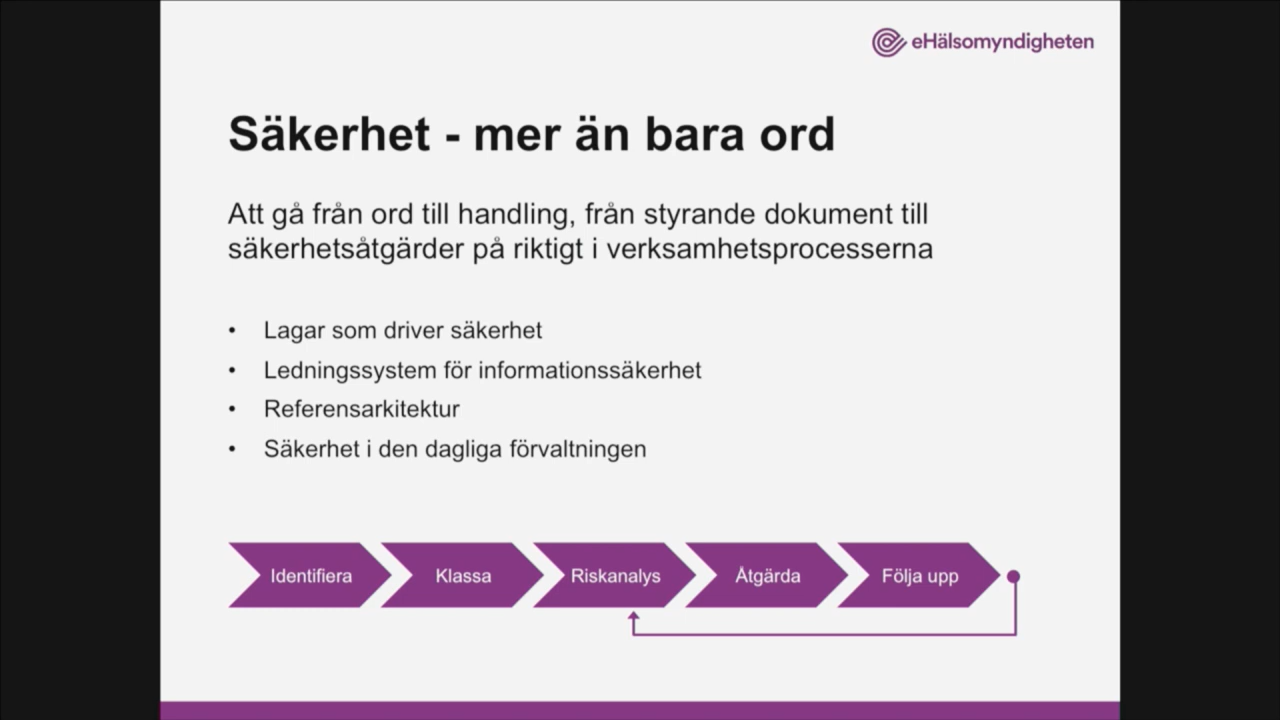 eHälsomyndigheten
Säkerhet - mer än bara ord
Att gå från ord till handling, från styrande dokument till
säkerhetsåtgärder på riktigt i verksamhetsprocesserna
• Lagar som driver säkerhet
• Ledningssystem för informationssäkerhet
• Referensarkitektur
• Säkerhet i den dagliga förvaltningen
Identifiera
Klassa
Riskanalys
Åtgärda
Följa upp